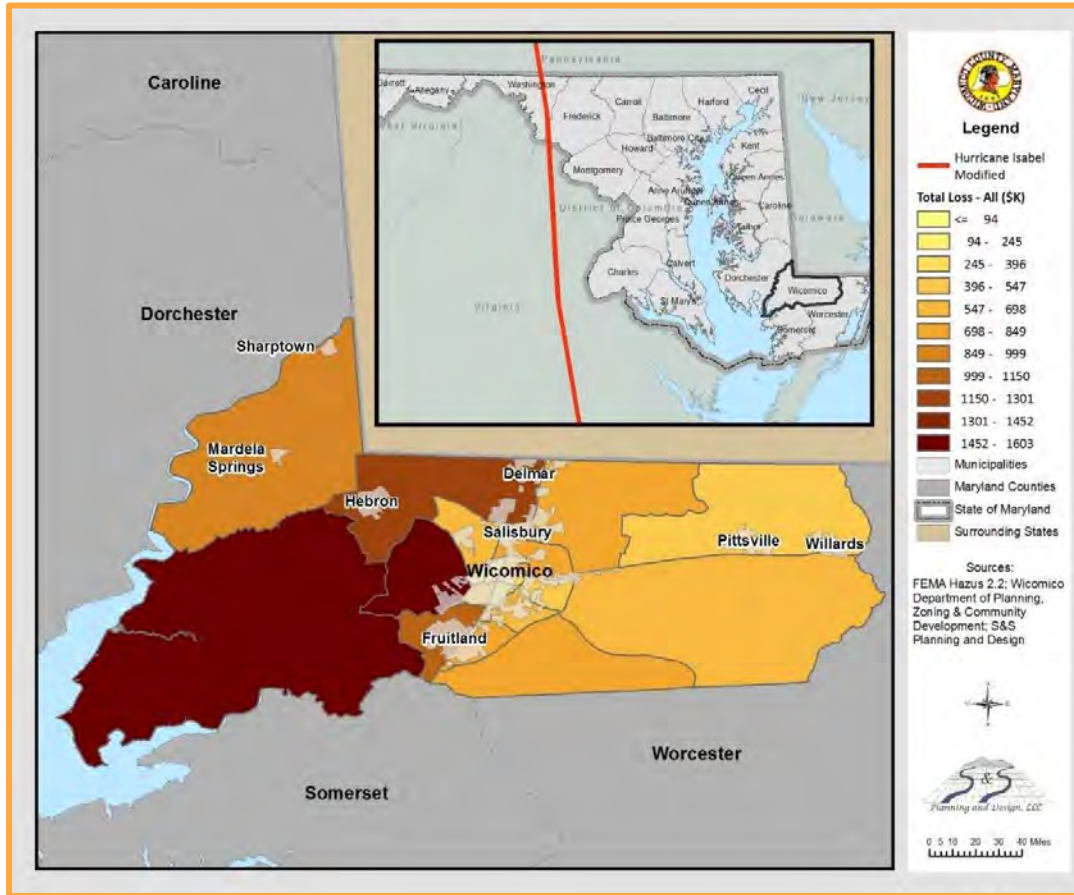 Caroline
Dorchester
Sharptown
Mardela
Springs
Hebron
Delmar
Salisbury
Wicomico
Fruitland
Pittsville
Willards
Somerset
Worcester
Pennsylvania
Garrett
Allegany
Washington
Frederick
Carroll
Baltimore
Harford
Cecil
New Jersey
West Virginia
Howard
Baltimore City
Kent
Montgomery
Anne Arundel
Queen Annes
District of Columbia
Prince Georges
Caroline
Delaware
Talbot
Calvert
Charles
Dorchester
St Marys
Virginia
Wicomico
Worcester
Somerset
WICOMICO COUNTY, MARYLAND
Legend
Hurricane Isabel
Modified
Total Loss - All ($K)
<= 94
94 - 245
245 - 396
396 - 547
547 - 698
698 - 849
849 - 999
999 - 1150
1150 - 1301
1301 - 1452
1452 - 1603
Municipalities
Maryland Counties
State of Maryland
Surrounding States
Sources:
FEMA Hazus 2.2; Wicomico
Department of Planning,
Zoning & Community
Development; S&S
Planning and Design
S&S
Planning and Design, LLC
0 5 10 20 30 40 Miles